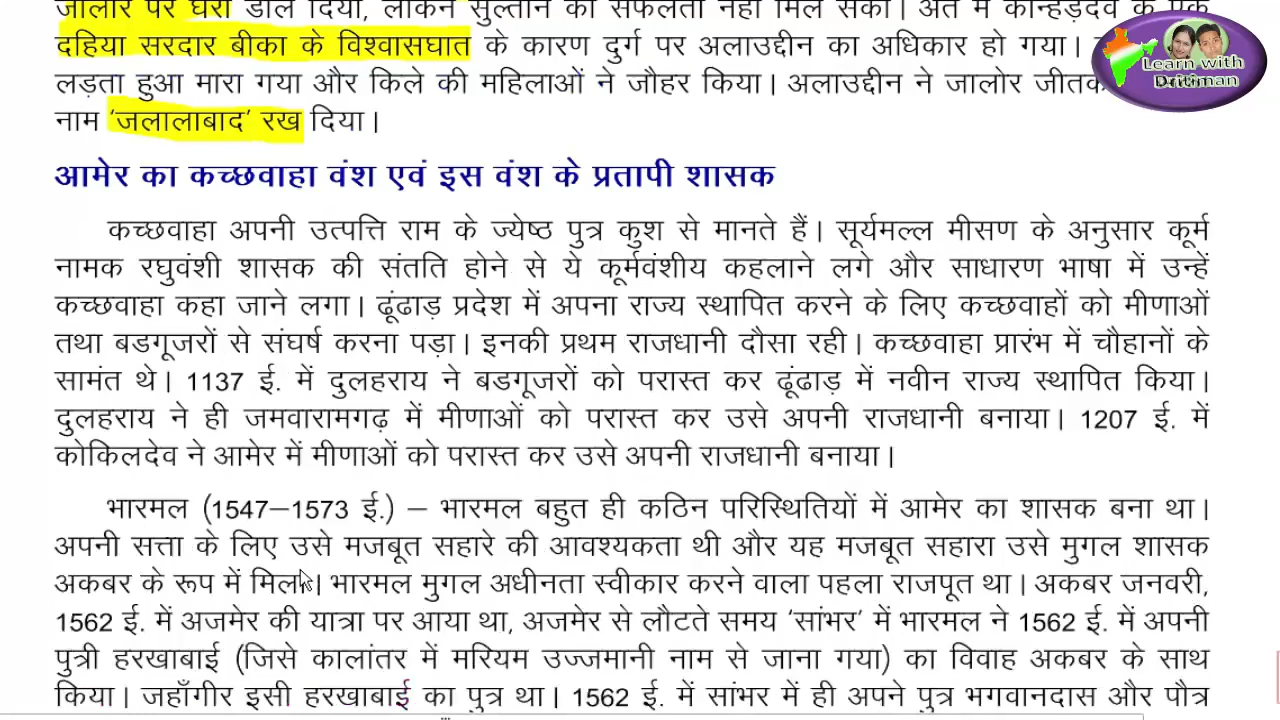 जालोर पर घेरा डाल दिया, लेकिन सुल्तान को सफलता नहीं मिल सकी। अंत में कान्हड़देव के एक
दहिया सरदार बीका के विश्वासघात के कारण दुर्ग पर अलाउद्दीन का अधिकार हो गया।
लड़ता हुआ मारा गया और किले की महिलाओं ने जौहर किया। अलाउद्दीन ने जालोर जीतक
नाम 'जलालाबाद' रख दिया।
Learn with
Dritiman
आमेर का कच्छवाहा वंश एवं इस वंश के प्रतापी शासक
कच्छवाहा अपनी उत्पत्ति राम के ज्येष्ठ पुत्र कुश से मानते हैं। सूर्यमल्ल मीसण के अनुसार कूर्म
नामक रघुवंशी शासक की संतति होने से ये कूर्मवंशीय कहलाने लगे और साधारण भाषा में उन्हें
कच्छवाहा कहा जाने लगा। ढूंढाड़ प्रदेश में अपना राज्य स्थापित करने के लिए कच्छवाहों को मीणाओं
तथा बडगूजरों से संघर्ष करना पड़ा। इनकी प्रथम राजधानी दौसा रही। कच्छवाहा प्रारंभ में चौहानों के
सामंत थे। 1137 ई. में दुलहराय ने बडगूजरों को परास्त कर ढूंढाड़ में नवीन राज्य स्थापित किया।
दुलहराय ने ही जमवारामगढ़ में मीणाओं को परास्त कर उसे अपनी राजधानी बनाया। 1207 ई. में
कोकिलदेव ने आमेर में मीणाओं को परास्त कर उसे अपनी राजधानी बनाया।
भारमल (1547–1573 ई.) – भारमल बहुत ही कठिन परिस्थितियों में आमेर का शासक बना था।
अपनी सत्ता के लिए उसे मजबूत सहारे की आवश्यकता थी और यह मजबूत सहारा उसे मुगल शासक
अकबर के रूप में मिला। भारमल मुगल अधीनता स्वीकार करने वाला पहला राजपूत था। अकबर जनवरी,
1562 ई. में अजमेर की यात्रा पर आया था, अजमेर से लौटते समय 'सांभर' में भारमल ने 1562 ई. में अपनी
पुत्री हरखाबाई (जिसे कालांतर में मरियम उज्जमानी नाम से जाना गया) का विवाह अकबर के साथ
किया। जहाँगीर इसी हरखाबाई का पुत्र था। 1562 ई. में सांभर में ही अपने पुत्र भगवानदास और पौत्र